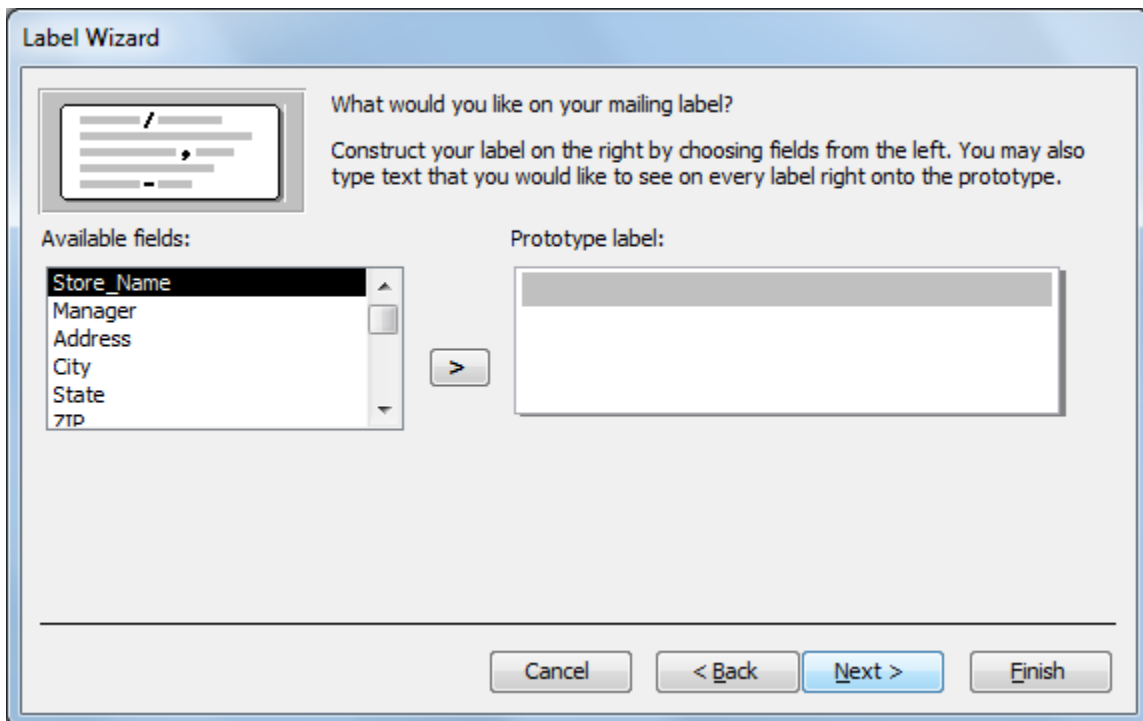 Label Wizard
What would you like on your mailing label?
Construct your label on the right by choosing fields from the left. You may also
type text that you would like to see on every label right onto the prototype.
Available fields:
Prototype label:
Store_Name
Manager
Address
City
State
ZIP
>
Cancel
< Back
Next >
Finish